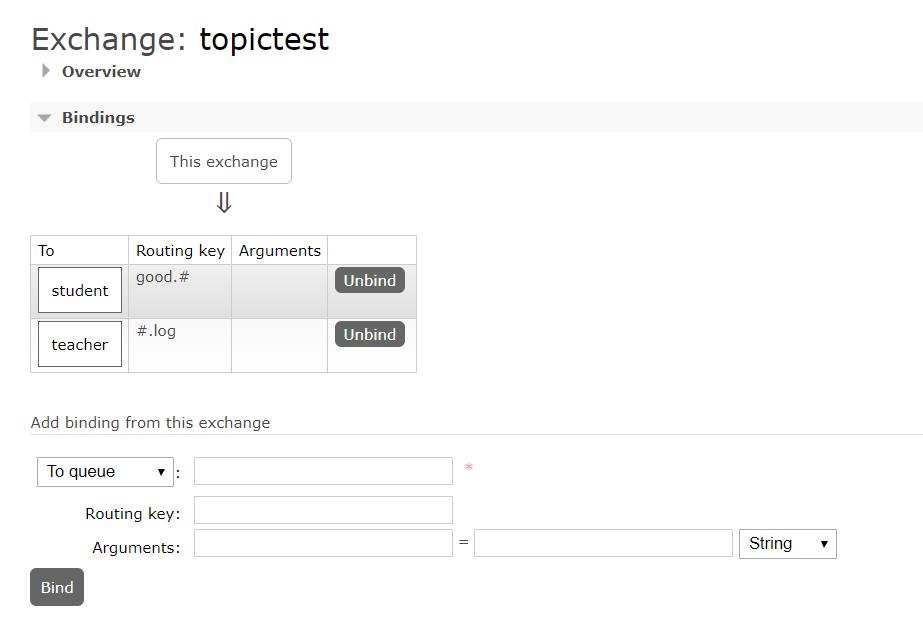 Exchange: topictest
Overview
Bindings
This exchange
⇓
To Routing key Arguments
student good.# Unbind
teacher #.log Unbind
Add binding from this exchange
To queue : *
Routing key:
Arguments: = String
Bind